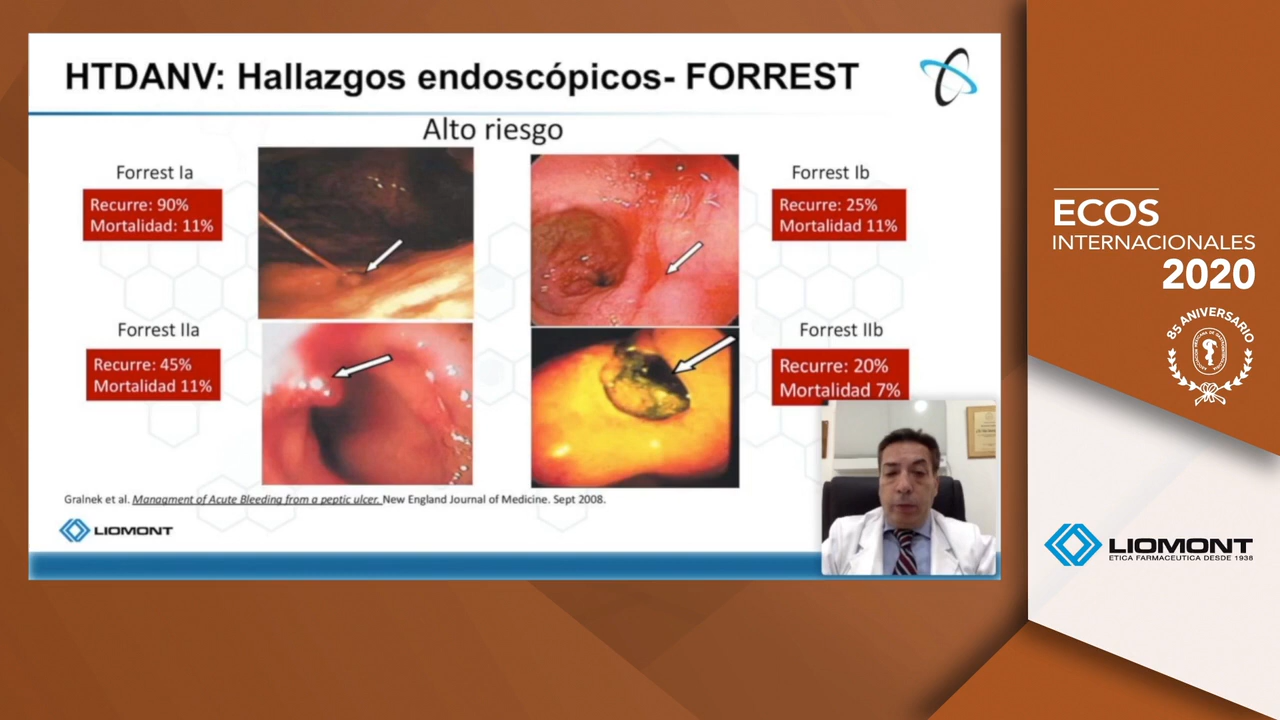 HTDANV: Hallazgos endoscópicos- FORREST
Alto riesgo
Forrest Ia
Recurre: 90%
Mortalidad: 11%
Forrest Ib
Recurre: 25%
Mortalidad 11%
Forrest IIa
Recurre: 45%
Mortalidad 11%
Forrest IIb
Recurre: 20%
Mortalidad 7%
Gralnek et al. Managment of Acute Bleeding from a peptic ulcer. New England Journal of Medicine. Sept 2008.
LIOMONT
ECOS
INTERNACIONALES
2020
85 ANIVERSARIO
LIOMONT
ETICA FARMACEUTICA DESDE 1938